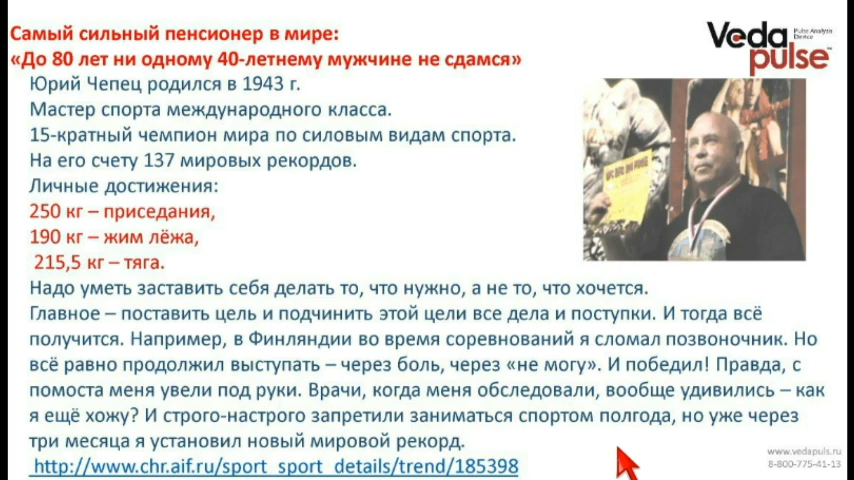 Самый сильный пенсионер в мире:
«До 80 лет ни одному 40-летнему мужчине не сдамся»
Veda
pulse™
Pulse Analysis
Device
Юрий Чепец родился в 1943 г.
Мастер спорта международного класса.
15-кратный чемпион мира по силовым видам спорта.
На его счету 137 мировых рекордов.
Личные достижения:
250 кг – приседания,
190 кг – жим лёжа,
215,5 кг – тяга.
Надо уметь заставить себя делать то, что нужно, а не то, что хочется.
Главное – поставить цель и подчинить этой цели все дела и поступки. И тогда всё
получится. Например, в Финляндии во время соревнований я сломал позвоночник. Но
всё равно продолжил выступать – через боль, через «не могу». И победил! Правда, с
помоста меня увели под руки. Врачи, когда меня обследовали, вообще удивились – как
я ещё хожу? И строго-настрого запретили заниматься спортом полгода, но уже через
три месяца я установил новый мировой рекорд.
http://www.chr.aif.ru/sport_sport_details/trend/185398
www.vedapuls.ru
8-800-775-41-13